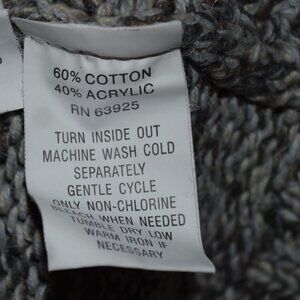 60% COTTON
40% ACRYLIC
RN 63925
TURN INSIDE OUT
MACHINE WASH COLD
SEPARATELY
GENTLE CYCLE
ONLY NON-CHLORINE
BLEACH WHEN NEEDED
TUMBLE DRY LOW
WARM IRON IF
NECESSARY